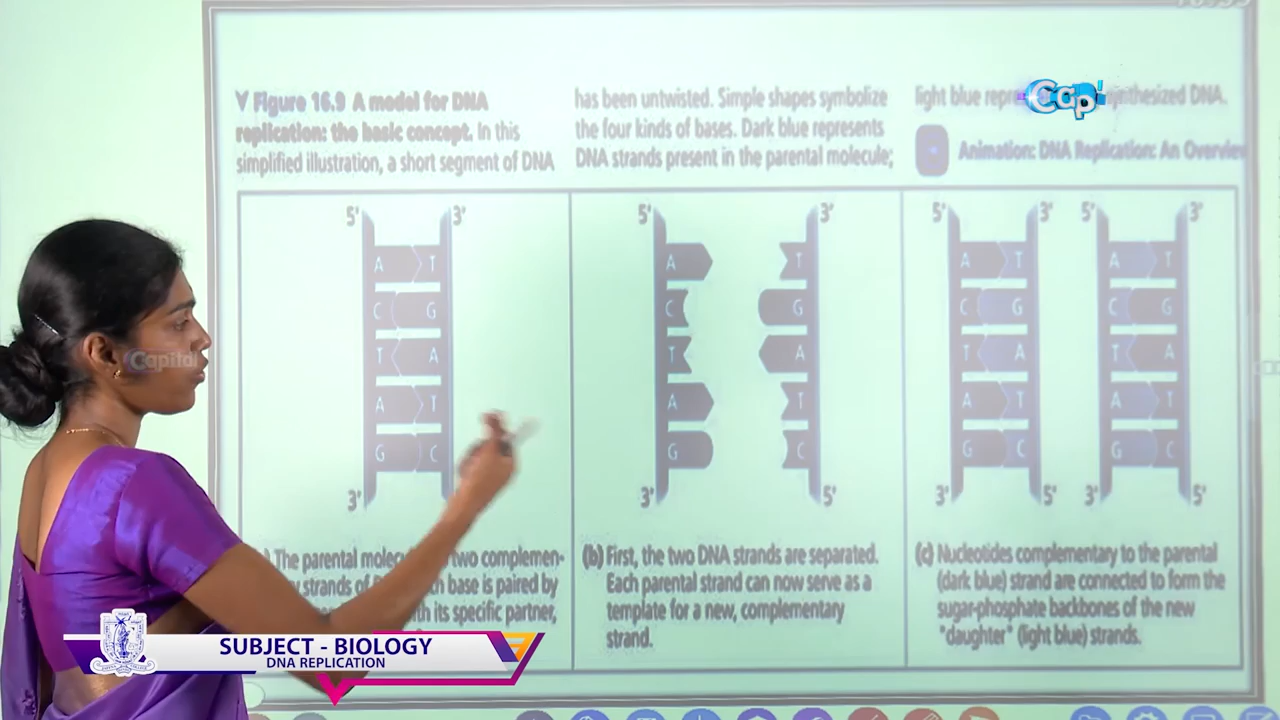 Figure 16.9 A model for DNA
replication: the basic concept. In this
simplified illustration, a short segment of DNA
has been untwisted. Simple shapes symbolize
the four kinds of bases. Dark blue represents
DNA strands present in the parental molecule;
light blue DNA.
Animation: DNA Replication: An Overview
Cap
Capital
5' 3'
A T
C G
T A
A T
G C
3'
The parental two complemen-
strands of base is paired by
its specific partner,
5' 3'
A T
C G
T A
A T
G C
3' 5'
(b) First, the two DNA strands are separated.
Each parental strand can now serve as a
template for a new, complementary
strand.
5' 3' 5' 3'
A T A T
C G C G
T A T A
A T A T
G C G C
3' 5' 3' 5'
(c) Nucleotides complementary to the parental
(dark blue) strand are connected to form the
sugar-phosphate backbones of the new
"daughter" (light blue) strands.
SUBJECT - BIOLOGY
DNA REPLICATION